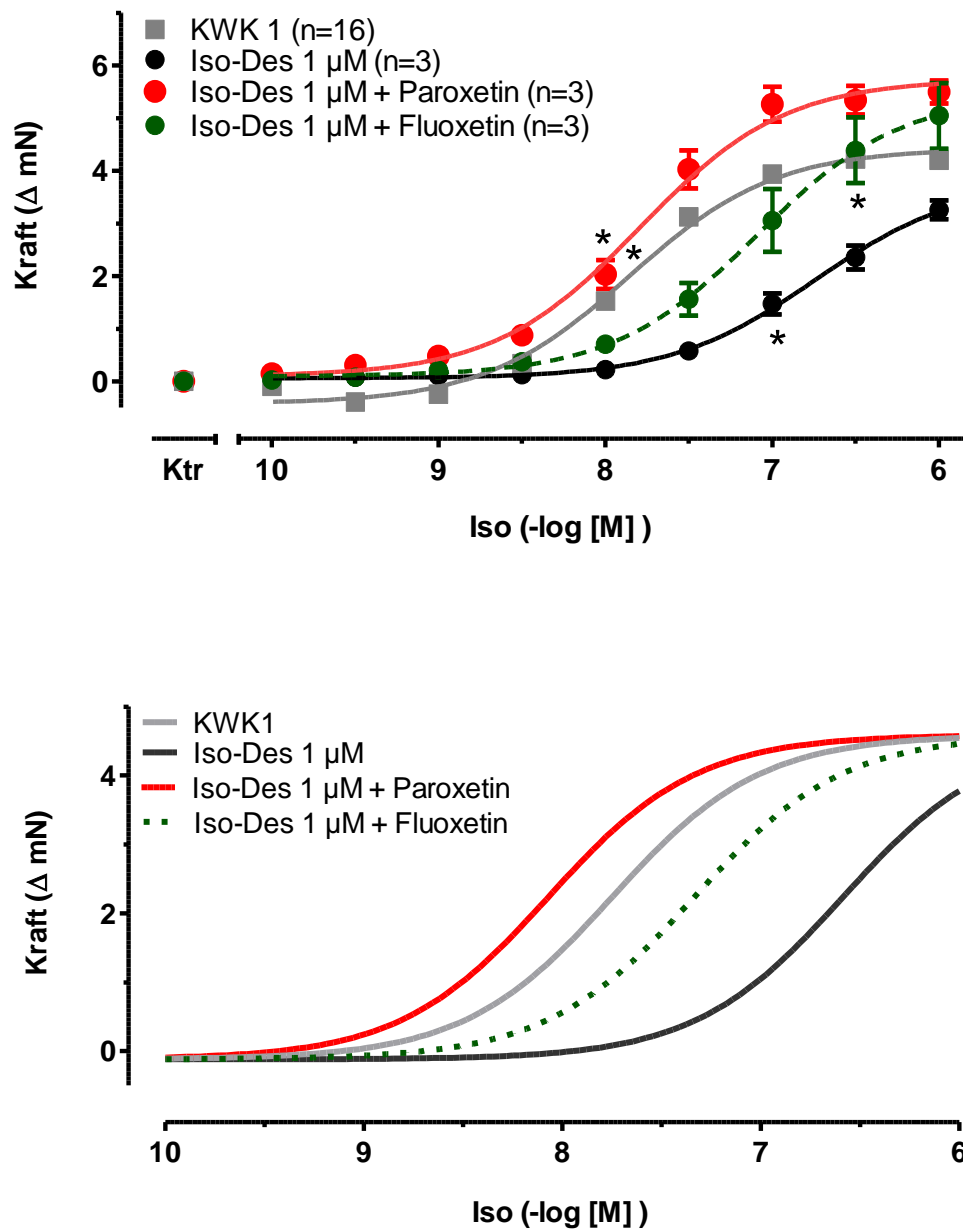 KWK 1 (n=16)
Iso-Des 1 µM (n=3)
Iso-Des 1 µM + Paroxetin (n=3)
Iso-Des 1 µM + Fluoxetin (n=3)
Kraft (Δ mN)
6
4
2
0
*
*
*
*
Ktr 10 9 8 7 6
Iso (-log [M] )
KWK1
Iso-Des 1 µM
Iso-Des 1 µM + Paroxetin
Iso-Des 1 µM + Fluoxetin
Kraft (Δ mN)
4
2
0
10 9 8 7 6
Iso (-log [M] )